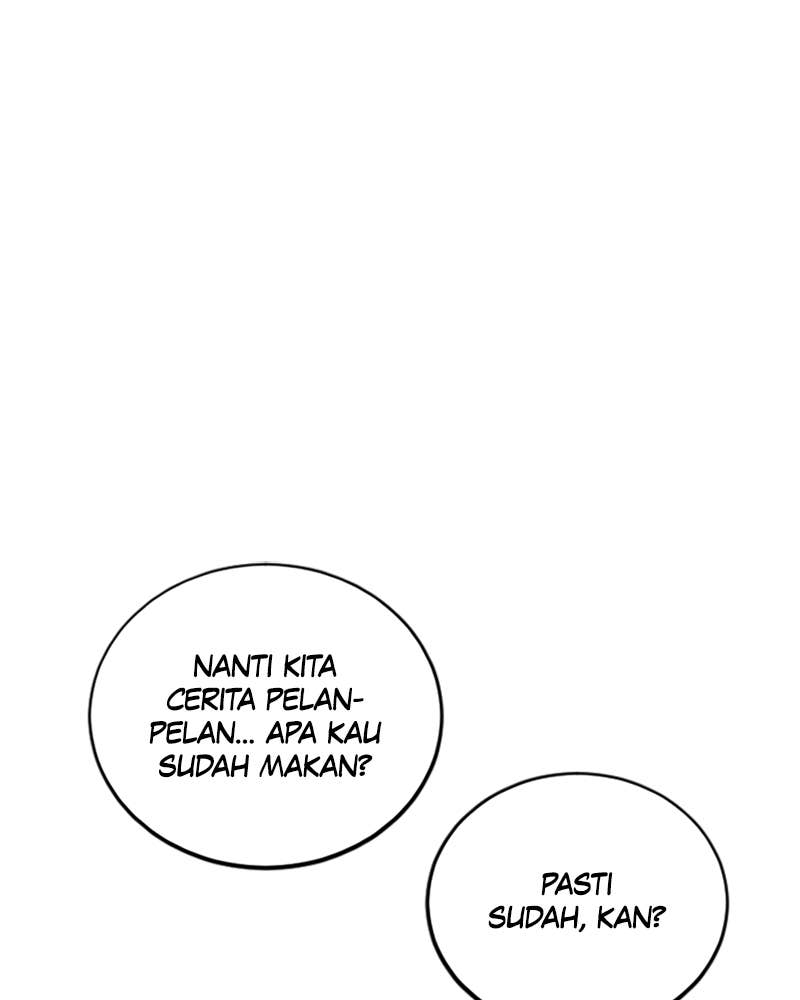 NANTI KITA
CERITA PELAN-
PELAN... APA KAU
SUDAH MAKAN?
PASTI
SUDAH, KAN?